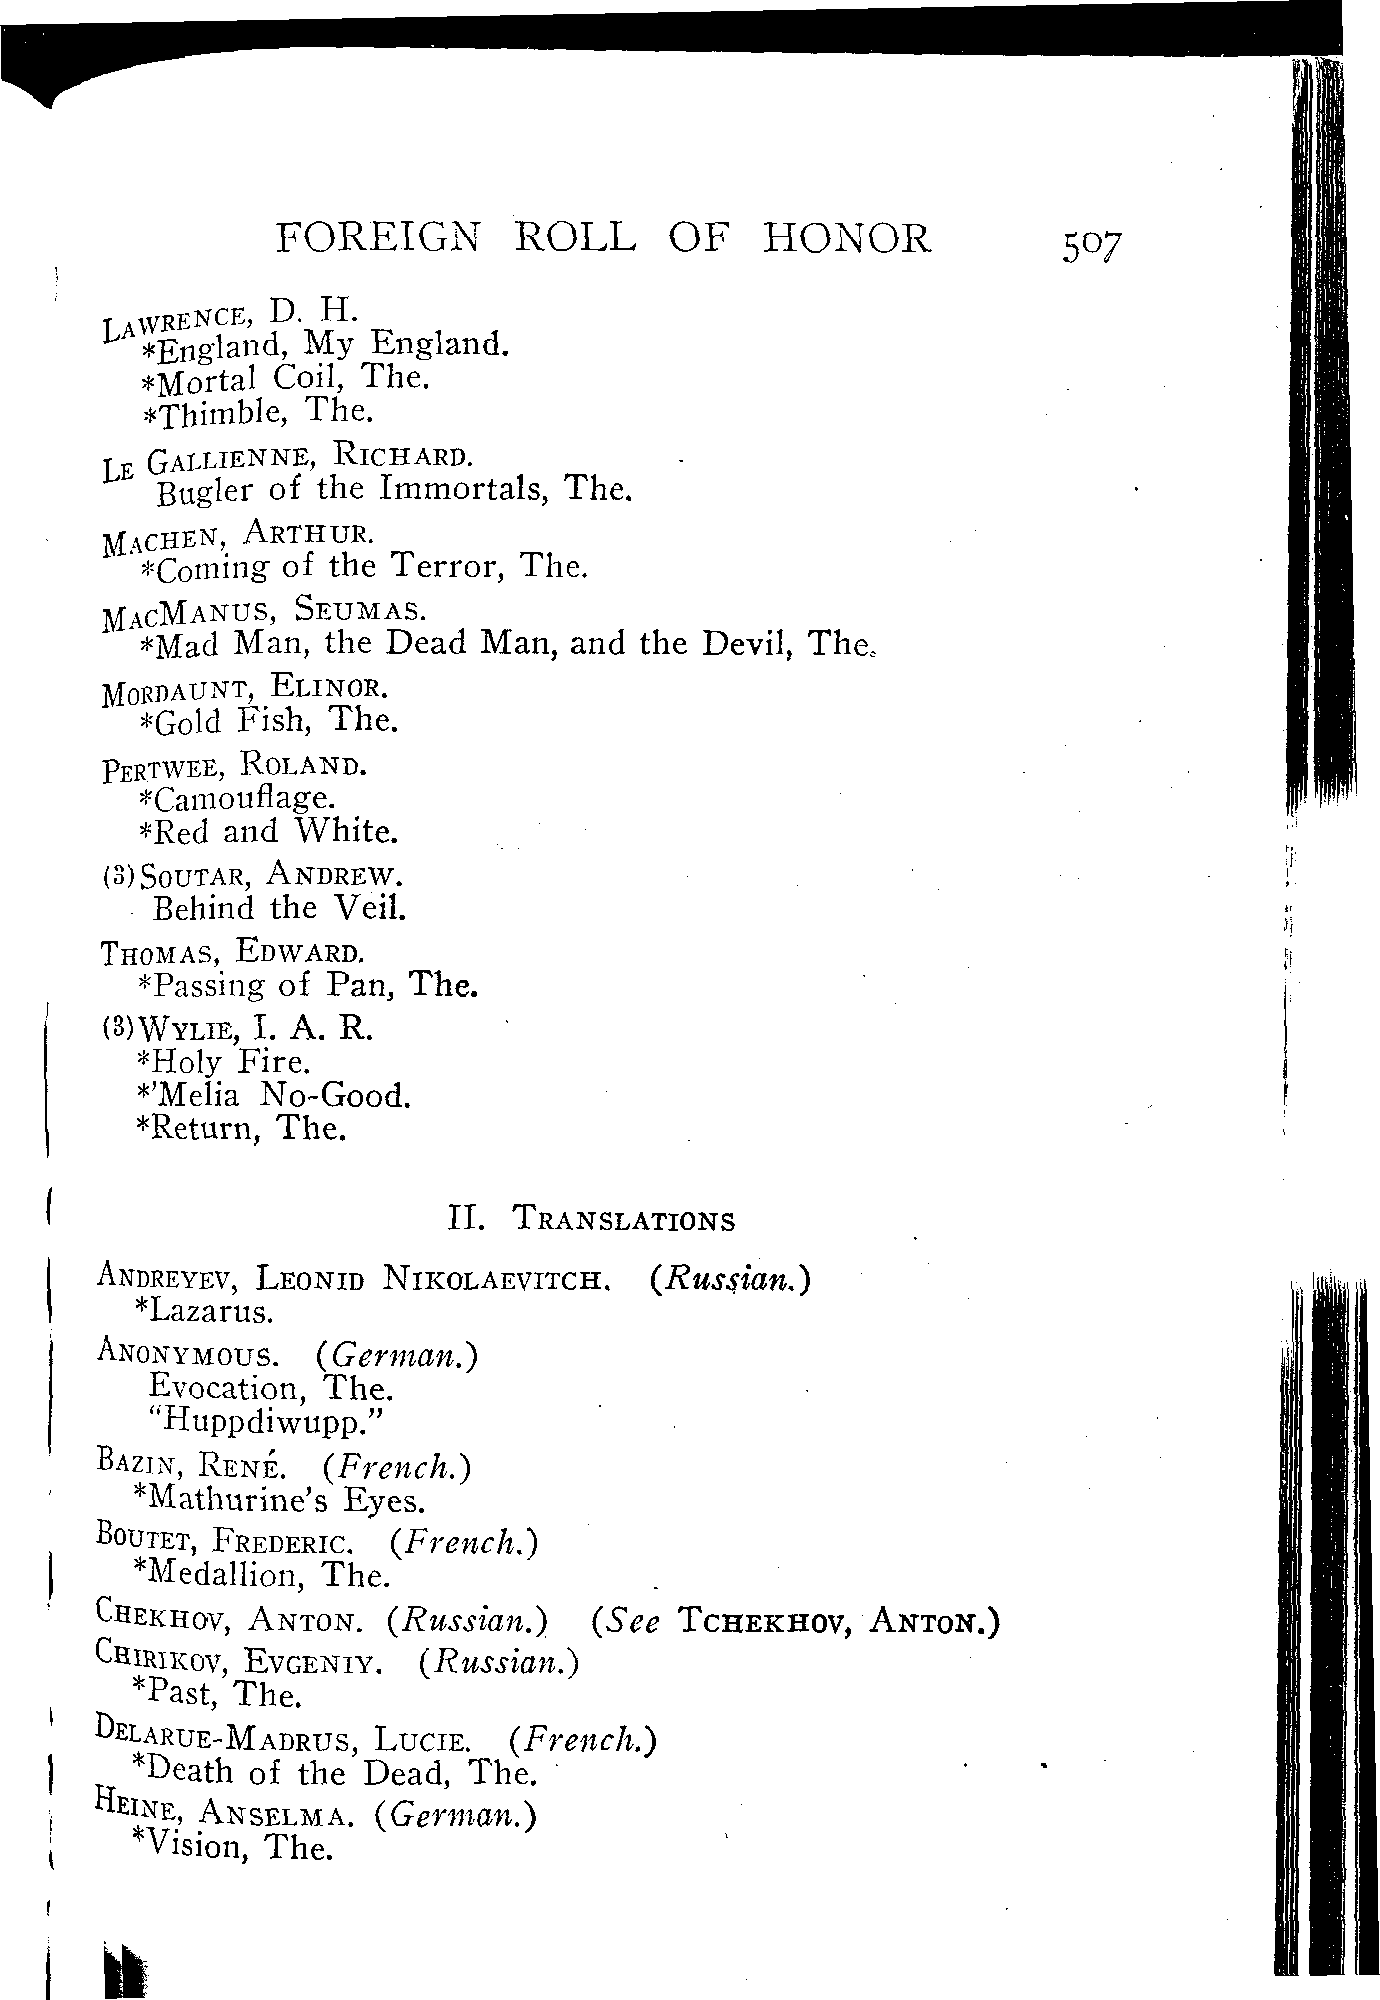 FOREIGN ROLL OF HONOR 507
LAWRENCE, D. H.
*England, My England.
*Mortal Coil, The.
*Thimble, The.
LE GALLIENNE, RICHARD.
Bugler of the Immortals, The.
MACHEN, ARTHUR.
*Coming of the Terror, The.
MACMANUS, SEUMAS.
*Mad Man, the Dead Man, and the Devil, The.
MORDAUNT, ELINOR.
*Gold Fish, The.
PERTWEE, ROLAND.
*Camouflage.
*Red and White.
(3) SOUTAR, ANDREW.
Behind the Veil.
THOMAS, EDWARD.
*Passing of Pan, The.
(3) WYLIE, I. A. R.
*Holy Fire.
*'Melia No-Good.
*Return, The.
II. TRANSLATIONS
ANDREYEV, LEONID NIKOLAEVITCH. (Russian.)
*Lazarus.
ANONYMOUS. (German.)
Evocation, The.
"Huppdiwupp."
BAZIN, RENÉ. (French.)
*Mathurine's Eyes.
BOUTET, FREDERIC. (French.)
*Medallion, The.
CHEKHOV, ANTON. (Russian.) (See TCHEKHOV, ANTON.)
CHIRIKOV, EVGENIY. (Russian.)
*Past, The.
DELARUE-MADRUS, LUCIE. (French.)
*Death of the Dead, The.
HEINE, ANSELMA. (German.)
*Vision, The.